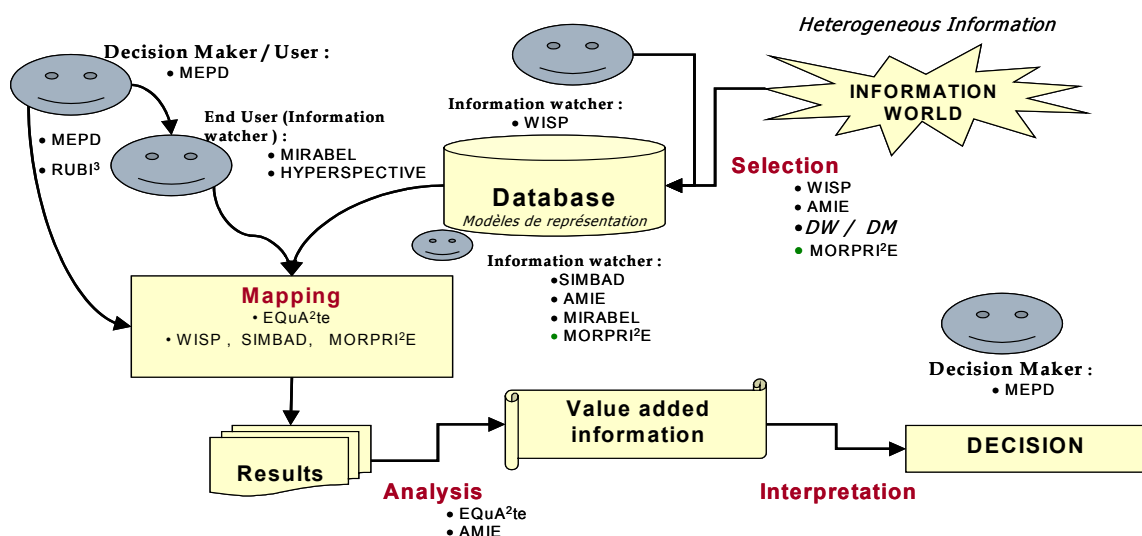 Heterogeneous Information
Decision Maker / User :
• MEPD
INFORMATION
WORLD
Information watcher :
• WISP
End User (Information
watcher ) :
• MIRABEL
• HYPERSPECTIVE
• MEPD
• RUBI³
Selection
• WISP
• AMIE
• DW / DM
• MORPRI²E
Database
Modèles de représentation
Information watcher :
• SIMBAD
• AMIE
• MIRABEL
• MORPRI²E
Mapping
• EQuA²te
• WISP , SIMBAD, MORPRI²E
Decision Maker :
• MEPD
Results
Value added
information
DECISION
Analysis
• EQuA²te
• AMIE
Interpretation